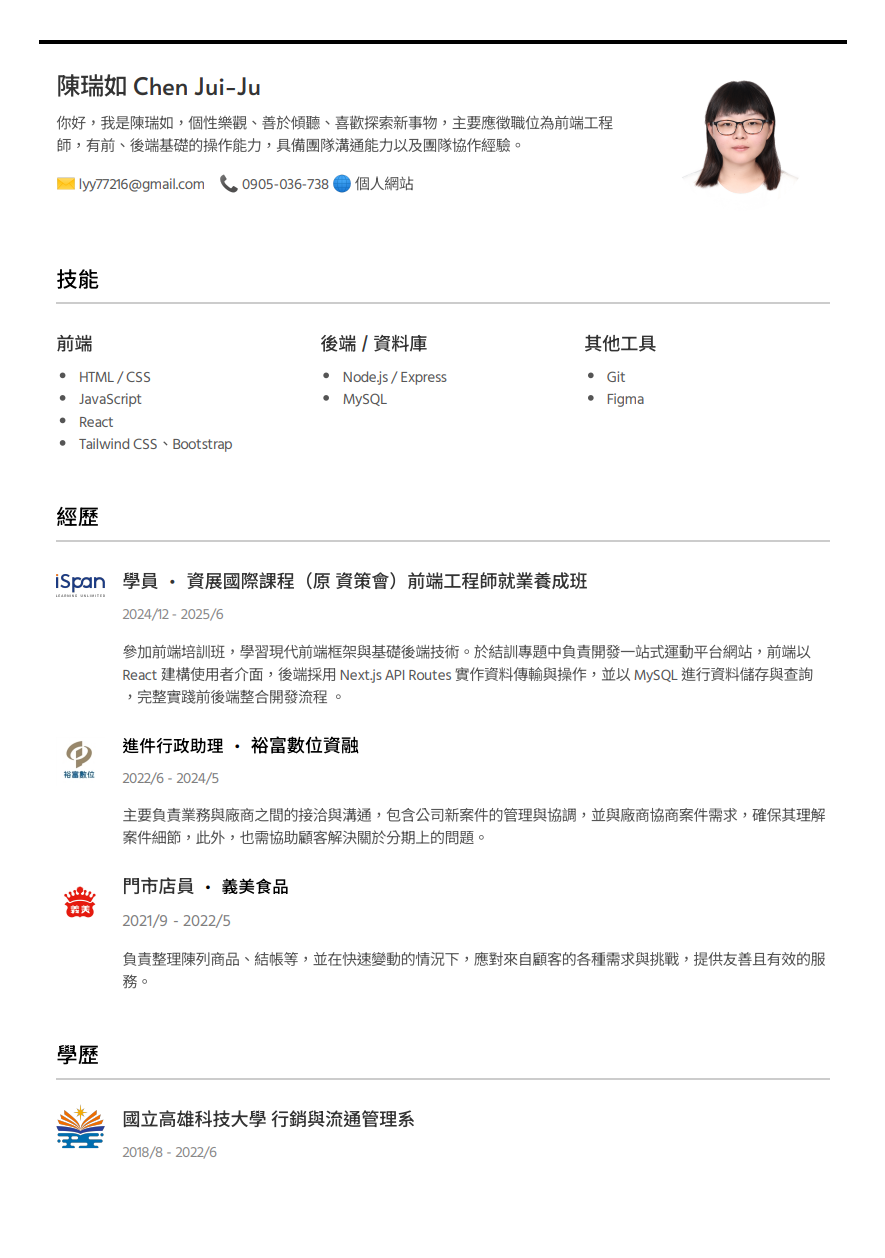 陳瑞如 Chen Jui-Ju
你好，我是陳瑞如，個性樂觀、善於傾聽、喜歡探索新事物，主要應徵職位為前端工程
師，有前、後端基礎的操作能力，具備團隊溝通能力以及團隊協作經驗。
lyy77216@gmail.com 0905-036-738 個人網站
技能
前端
• HTML / CSS
• JavaScript
• React
• Tailwind CSS、Bootstrap
後端 / 資料庫
• Node.js / Express
• MySQL
其他工具
• Git
• Figma
經歷
iSpan
LEARNING UNLIMITED
學員 • 資展國際課程（原 資策會）前端工程師就業養成班
2024/12 - 2025/6
參加前端培訓班，學習現代前端框架與基礎後端技術。於結訓專題中負責開發一站式運動平台網站，前端以
React 建構使用者介面，後端採用 Next.js API Routes 實作資料傳輸與操作，並以 MySQL 進行資料儲存與查詢
，完整實踐前後端整合開發流程 。
裕富數位
進件行政助理 • 裕富數位資融
2022/6 - 2024/5
主要負責業務與廠商之間的接洽與溝通，包含公司新案件的管理與協調，並與廠商協商案件需求，確保其理解
案件細節，此外，也需協助顧客解決關於分期上的問題。
義美
門市店員 • 義美食品
2021/9 - 2022/5
負責整理陳列商品、結帳等，並在快速變動的情況下，應對來自顧客的各種需求與挑戰，提供友善且有效的服
務。
學歷
國立高雄科技大學 行銷與流通管理系
2018/8 - 2022/6